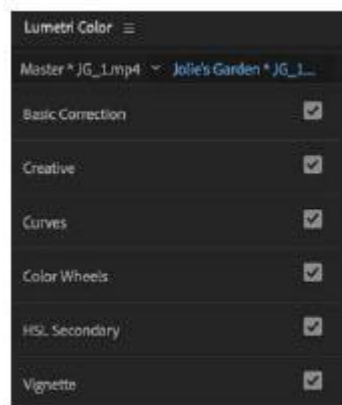 Lumetri Color
Master * JG_1.mp4 Jolie's Garden * JG_1...
Basic Correction
Creative
Curves
Color Wheels
HSL Secondary
Vignette